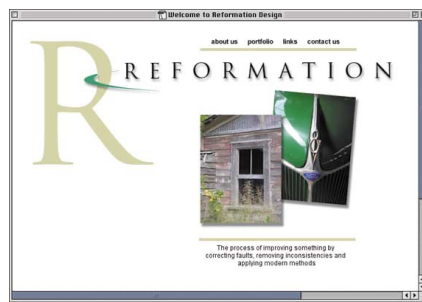 Welcome to Reformation Design
about us portfolio links contact us
R
REFORMATION
The process of improving something by
correcting faults, removing inconsistencies and
applying modern methods